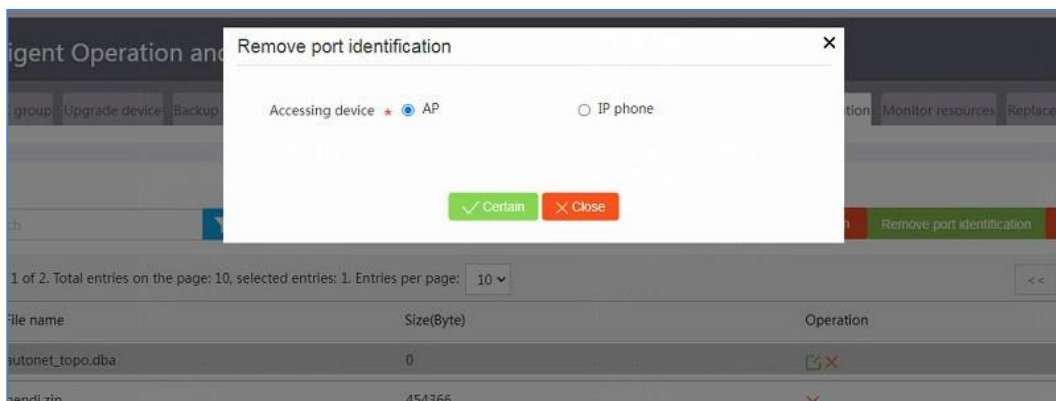 igent Operation and
Remove port identification
group Upgrade device Backup
Accessing device * AP
IP phone
tion Monitor resources Replace
Certain
Close
Remove port identification
1 of 2. Total entries on the page: 10, selected entries: 1. Entries per page: 10
<<
File name Size(Byte) Operation
autonet_topo.dba 0
454366